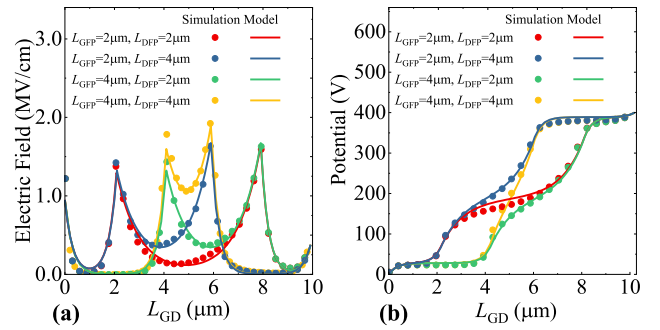 Simulation Model
L_GFP=2μm, L_DFP=2μm
L_GFP=2μm, L_DFP=4μm
L_GFP=4μm, L_DFP=2μm
L_GFP=4μm, L_DFP=4μm
Electric Field (MV/cm)
3.0
2.0
1.0
0.0
0 2 4 6 8 10
L_GD (μm)
(a)
Simulation Model
L_GFP=2μm, L_DFP=2μm
L_GFP=2μm, L_DFP=4μm
L_GFP=4μm, L_DFP=2μm
L_GFP=4μm, L_DFP=4μm
Potential (V)
600
500
400
300
200
100
0
0 2 4 6 8 10
L_GD (μm)
(b)